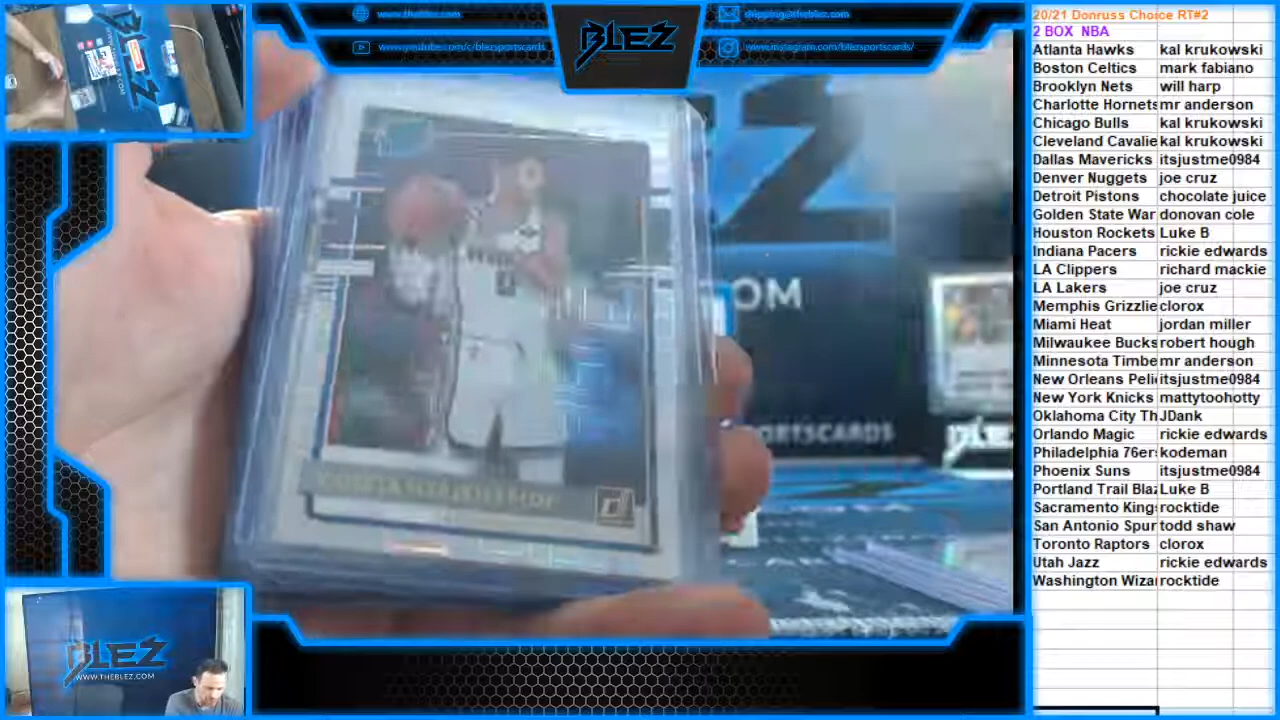 www.theblez.com
www.youtube.com/c/blezsportscards
BLEZ
shipping@theblez.com
www.instagram.com/blezsportscards/
20/21 Donruss Choice RT#2
2 BOX NBA
Atlanta Hawks kal krukowski
Boston Celtics mark fabiano
Brooklyn Nets will harp
Charlotte Hornets mr anderson
Chicago Bulls kal krukowski
Cleveland Cavalie kal krukowski
Dallas Mavericks itsjustme0984
Denver Nuggets joe cruz
Detroit Pistons chocolate juice
Golden State War donovan cole
Houston Rockets Luke B
Indiana Pacers rickie edwards
LA Clippers richard mackie
LA Lakers joe cruz
Memphis Grizzlie clorox
Miami Heat jordan miller
Milwaukee Bucks robert hough
Minnesota Timbe mr anderson
New Orleans Peli itsjustme0984
New York Knicks mattytoohotty
Oklahoma City Th JDank
Orlando Magic rickie edwards
Philadelphia 76ers kodeman
Phoenix Suns itsjustme0984
Portland Trail Blaz Luke B
Sacramento King rocktide
San Antonio Spur todd shaw
Toronto Raptors clorox
Utah Jazz rickie edwards
Washington Wiza rocktide
Z
OM
ORTSCARDS
BLEZ
WWW.THEBLEZ.COM